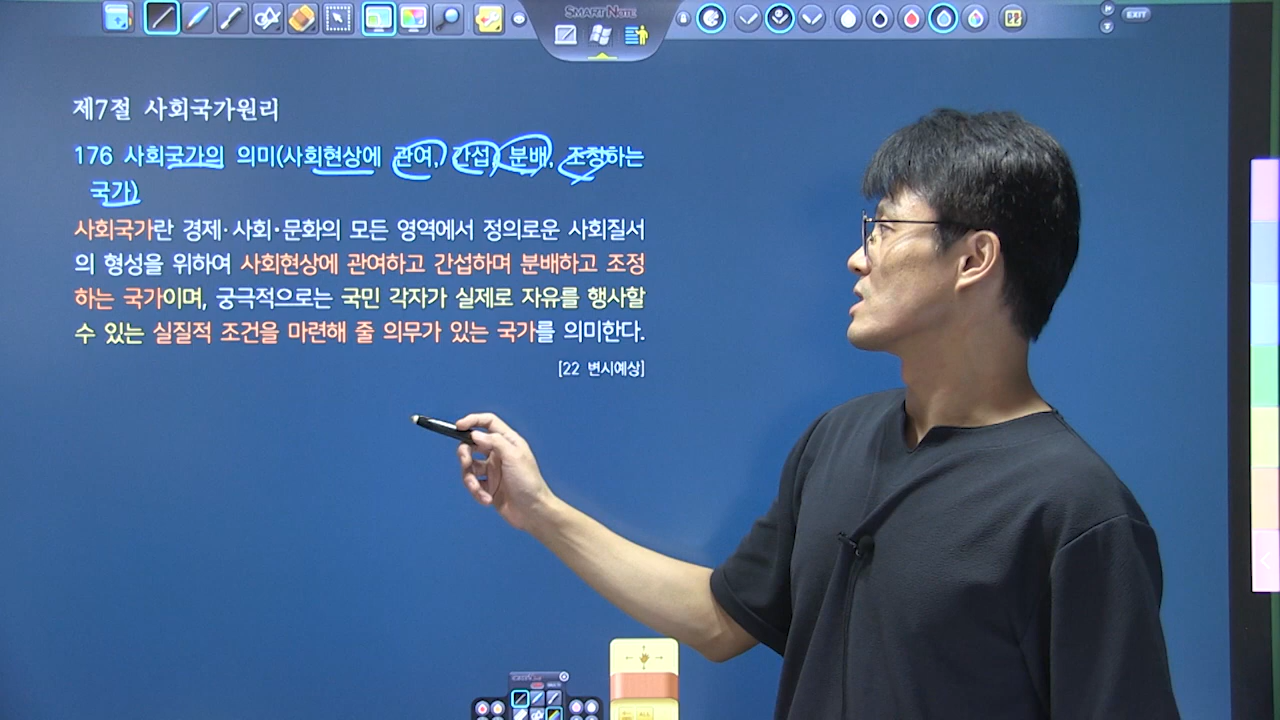 SMART NOTE
EXIT
제7절 사회국가원리
176 사회국가의 의미(사회현상에 관여, 간섭, 분배, 조정하는
국가)
사회국가란 경제·사회·문화의 모든 영역에서 정의로운 사회질서
의 형성을 위하여 사회현상에 관여하고 간섭하며 분배하고 조정
하는 국가이며, 궁극적으로는 국민 각자가 실제로 자유를 행사할
수 있는 실질적 조건을 마련해 줄 의무가 있는 국가를 의미한다.
[22 변시예상]